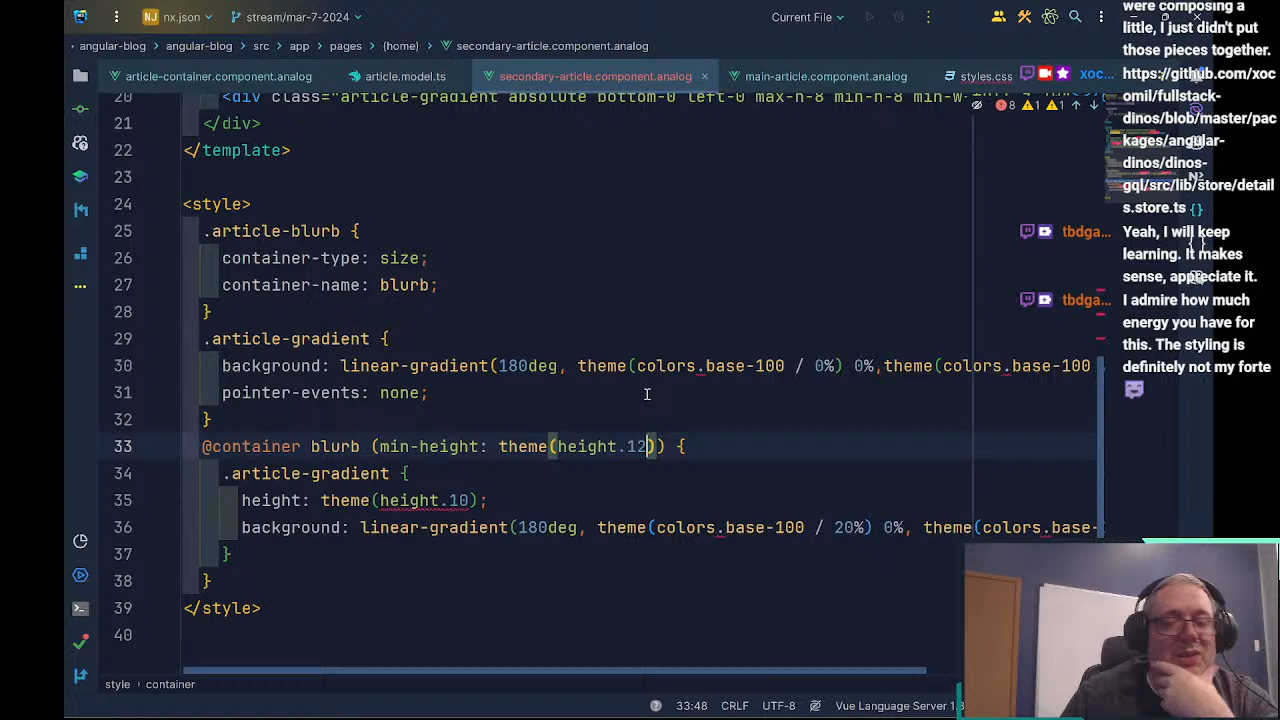 nx.json
stream/mar-7-2024
Current File
angular-blog
angular-blog
src
app
pages
(home)
secondary-article.component.analog
article-container.component.analog
article.model.ts
secondary-article.component.analog
main-article.component.analog
styles.css
8 1 1
21 </div>
22 </template>
23
24 <style>
25 .article-blurb {
26 container-type: size;
27 container-name: blurb;
28 }
29 .article-gradient {
30 background: linear-gradient(180deg, theme(colors.base-100 / 0%) 0%,theme(colors.base-100
31 pointer-events: none;
32 }
33 @container blurb (min-height: theme(height.12)) {
34 .article-gradient {
35 height: theme(height.10);
36 background: linear-gradient(180deg, theme(colors.base-100 / 20%) 0%, theme(colors.base-
37 }
38 }
39 </style>
40
style
container
33:48 CRLF UTF-8 Vue Language Server 1.8
were composing a
little, I just didn't put
those pieces together.
xoc...
https://github.com/xoc
omil/fullstack-
dinos/blob/master/pac
kages/angular-
dinos/dinos-
gql/src/lib/store/detail
s.store.ts
tbdga...
Yeah, I will keep
learning. It makes
sense, appreciate it.
tbdga...
I admire how much
energy you have for
this. The styling is
definitely not my forte